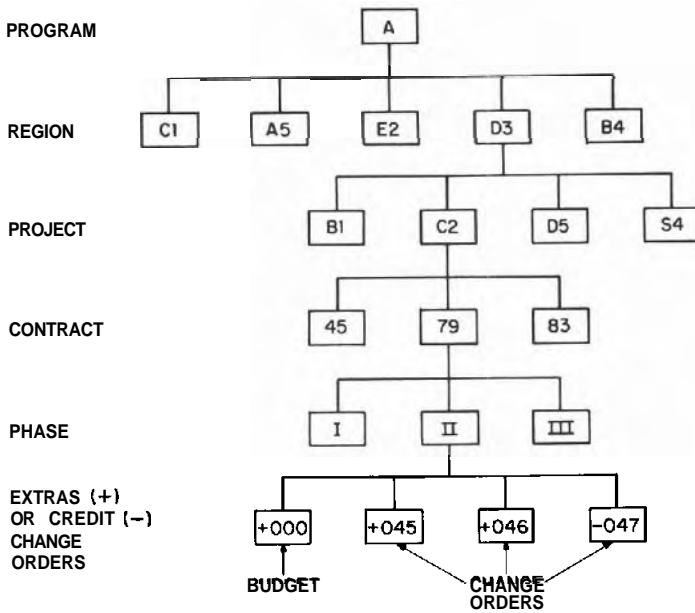 PROGRAM
A
REGION
C1 A5 E2 D3 B4
PROJECT
B1 C2 D5 S4
CONTRACT
45 79 83
PHASE
I II III
EXTRAS (+)
OR CREDIT (-)
CHANGE
ORDERS
+000 +045 +046 -047
BUDGET
CHANGE
ORDERS